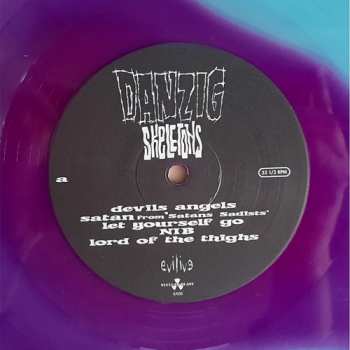 DANZIG
SKELETONS
a
33 1/3 RPM
devils angels
satan from 'Satans Sadists'
let yourself go
NIB
lord of the thighs
evilive